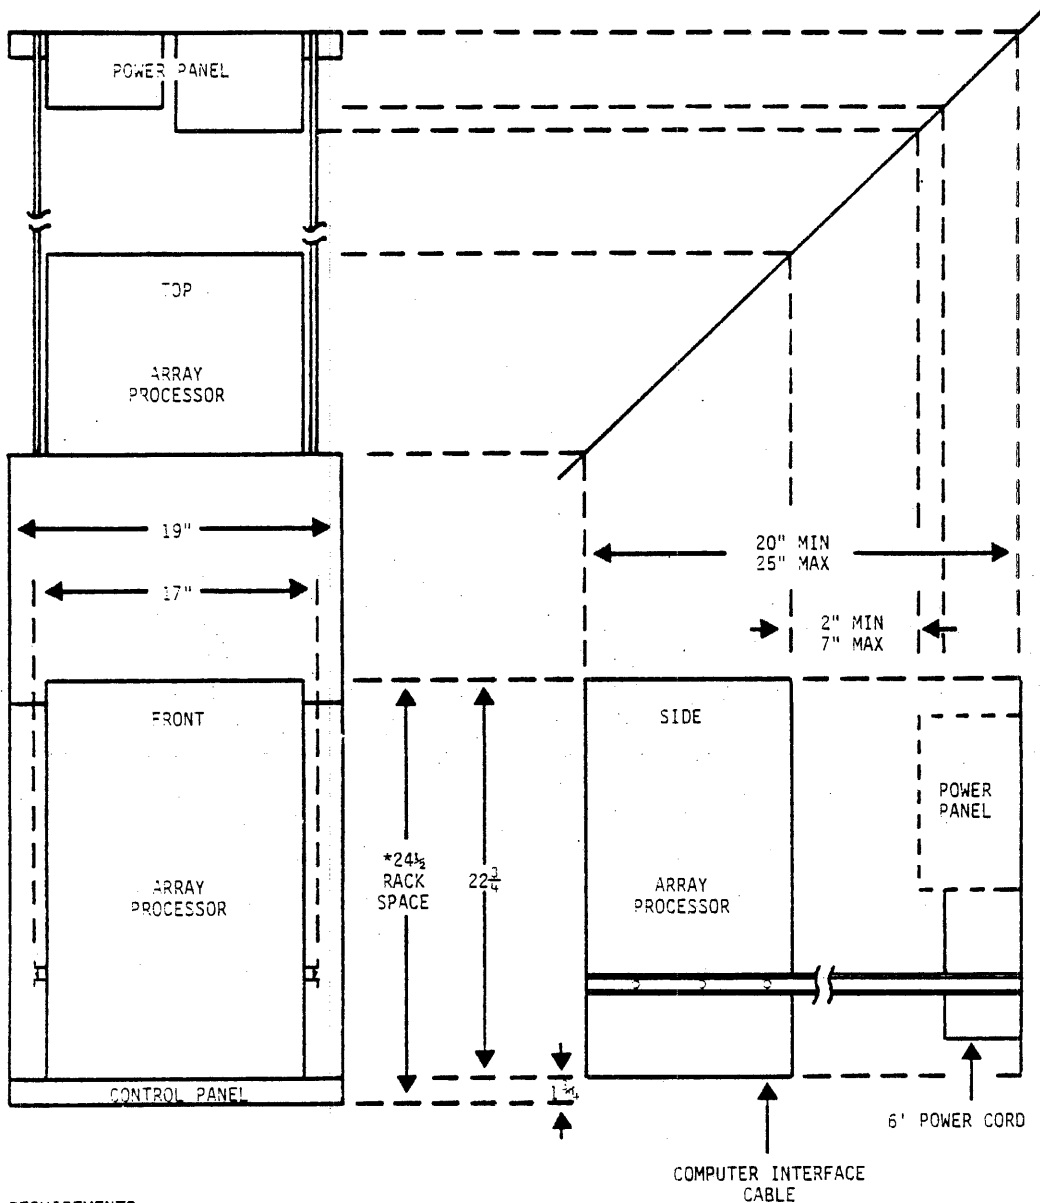 POWER PANEL
TOP
ARRAY
PROCESSOR
19"
17"
20" MIN
25" MAX
2" MIN
7" MAX
FRONT
ARRAY
PROCESSOR
CONTROL PANEL
*24½
RACK
SPACE
22¾
1¾
SIDE
ARRAY
PROCESSOR
POWER
PANEL
6' POWER CORD
COMPUTER INTERFACE
CABLE